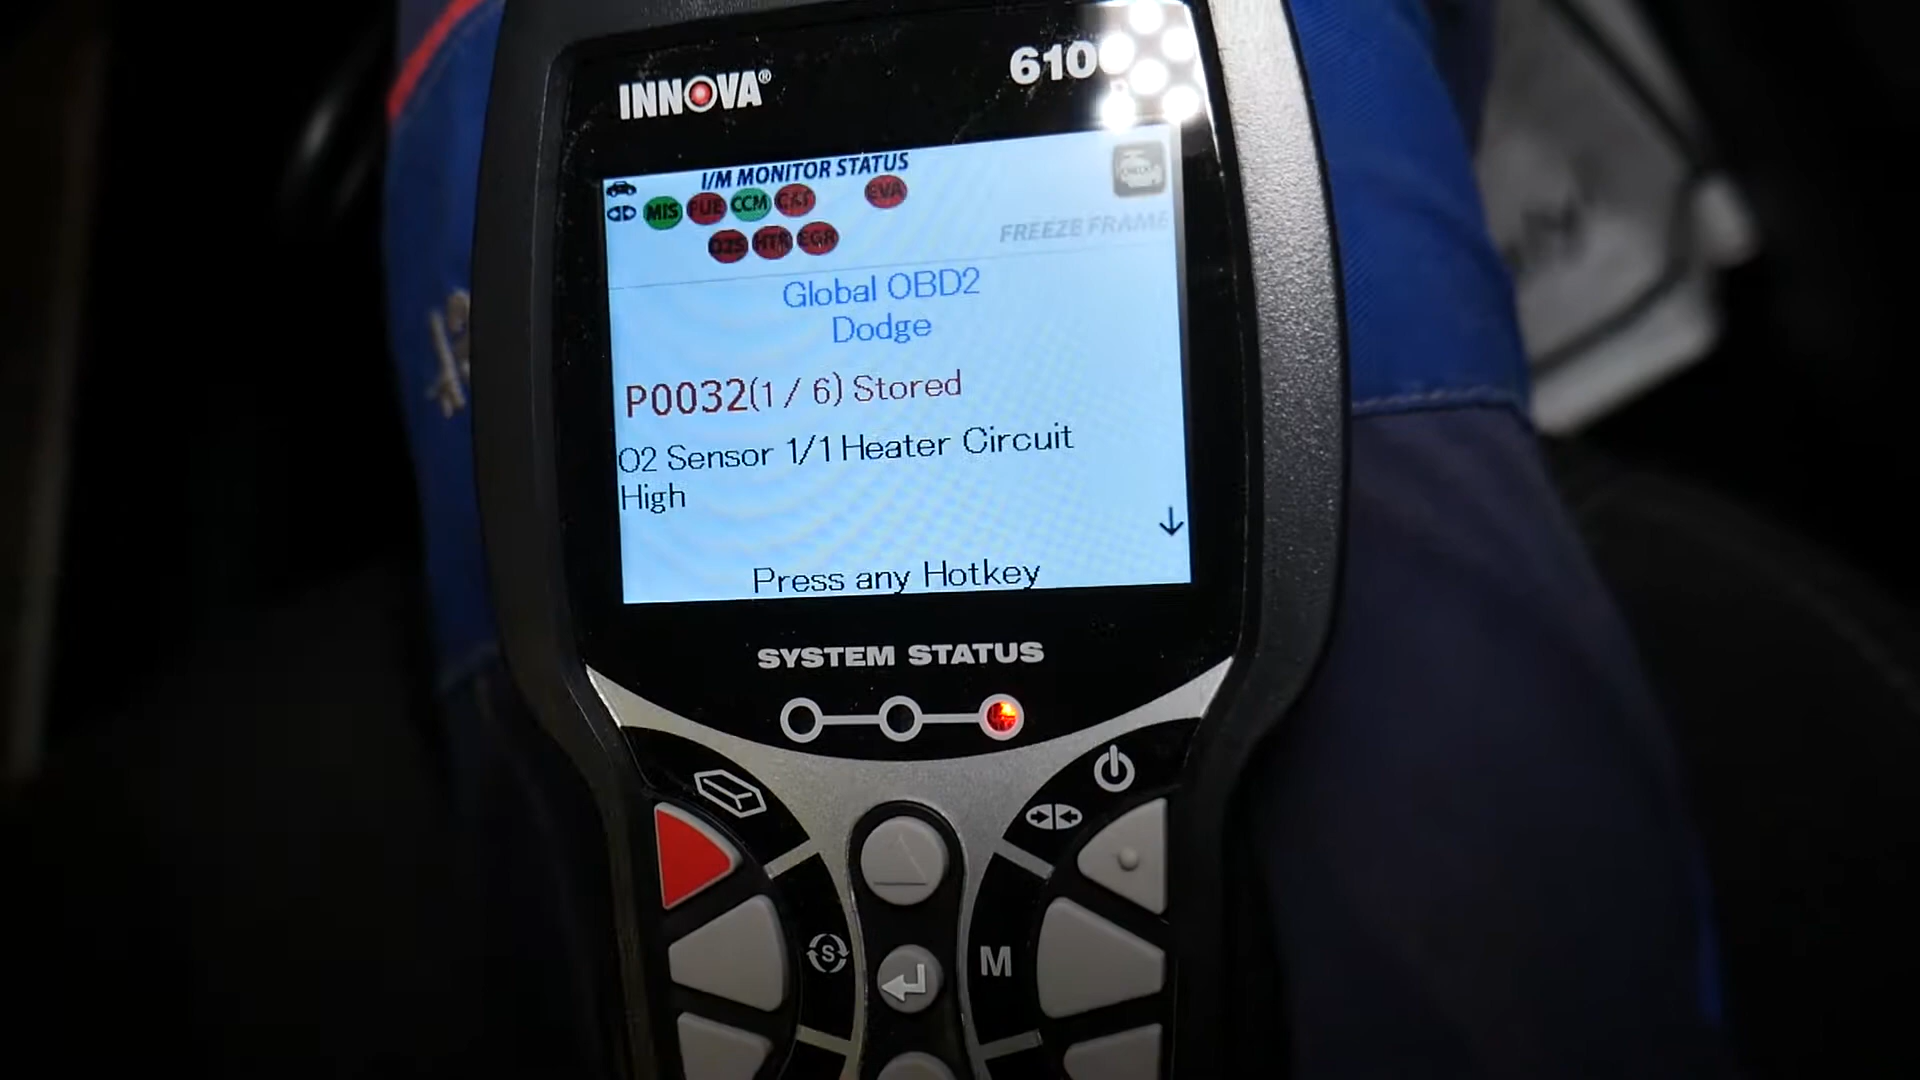 INNOVA®
610
I/M MONITOR STATUS
MIS FUE CCM CAT EVA
O2S HTR EGR
FREEZE FRAME
Global OBD2
Dodge
P0032(1 / 6) Stored
O2 Sensor 1/1 Heater Circuit
High
Press any Hotkey
SYSTEM STATUS
S
M